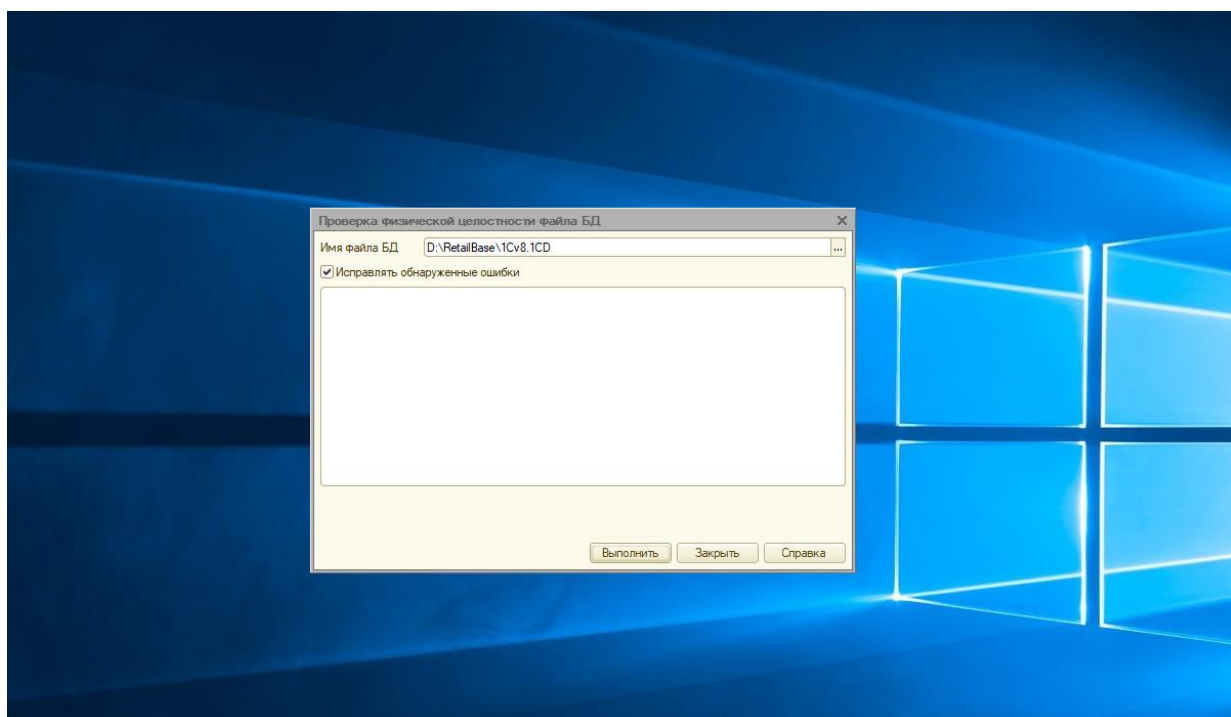 Проверка физической целостности файла БД
Имя файла БД D:\RetailBase\1Cv8.1CD ...
Исправлять обнаруженные ошибки
Выполнить Закрыть Справка